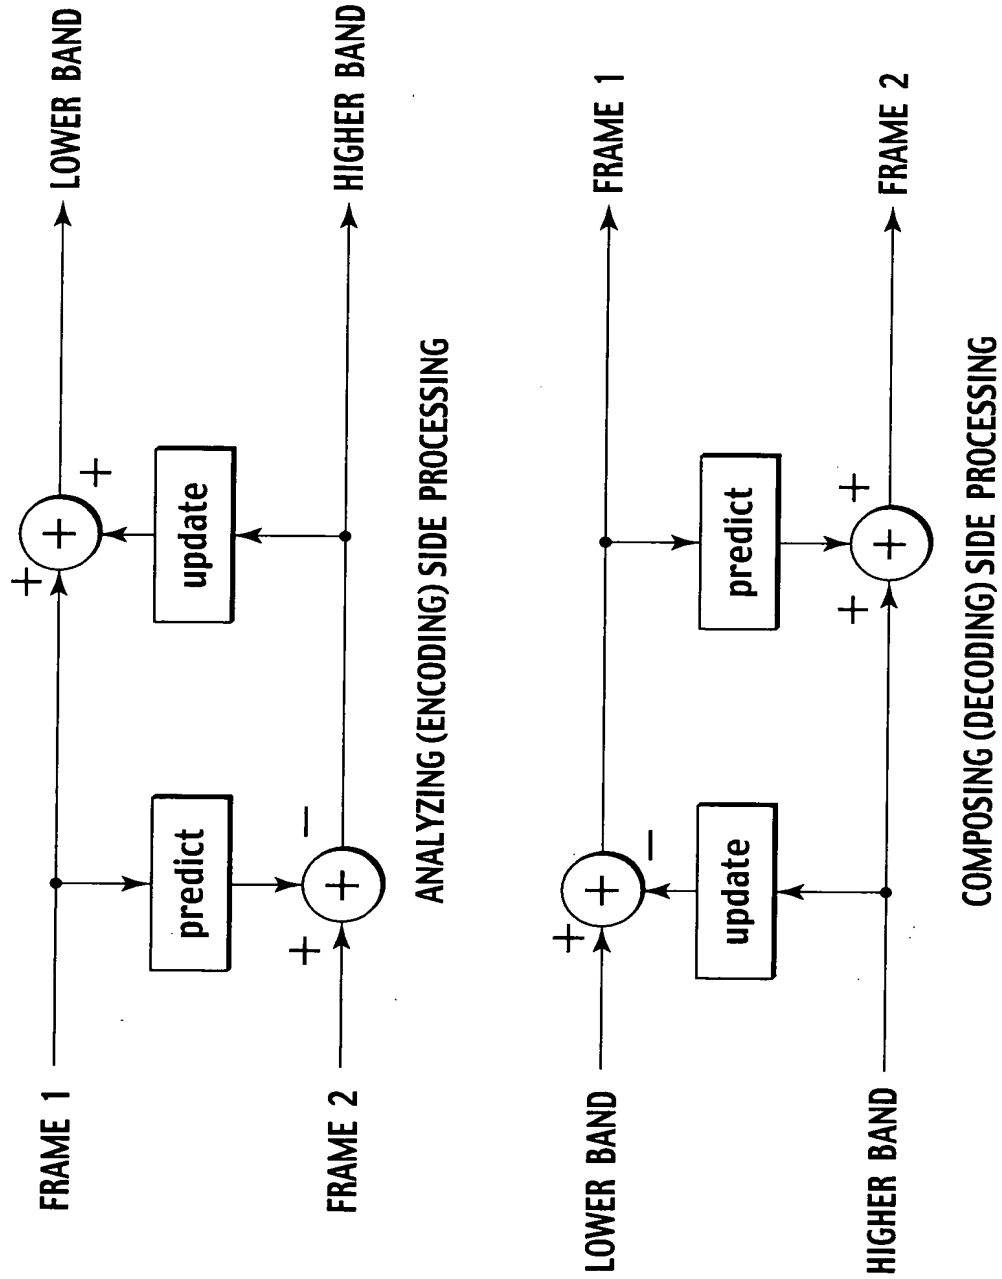 FRAME 1
predict
+
+
+
update
LOWER BAND
FRAME 2
+
+
−
HIGHER BAND
ANALYZING (ENCODING) SIDE PROCESSING
LOWER BAND
+
+
−
update
predict
FRAME 1
HIGHER BAND
+
+
+
FRAME 2
COMPOSING (DECODING) SIDE PROCESSING